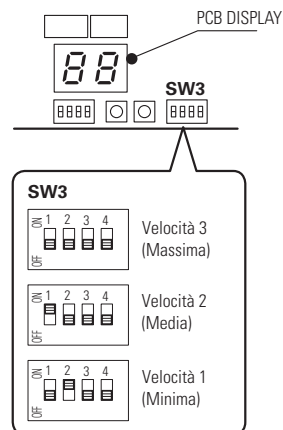 PCB DISPLAY
88
SW3
SW3
ON 1 2 3 4
OFF
Velocità 3
(Massima)
ON 1 2 3 4
OFF
Velocità 2
(Media)
ON 1 2 3 4
OFF
Velocità 1
(Minima)